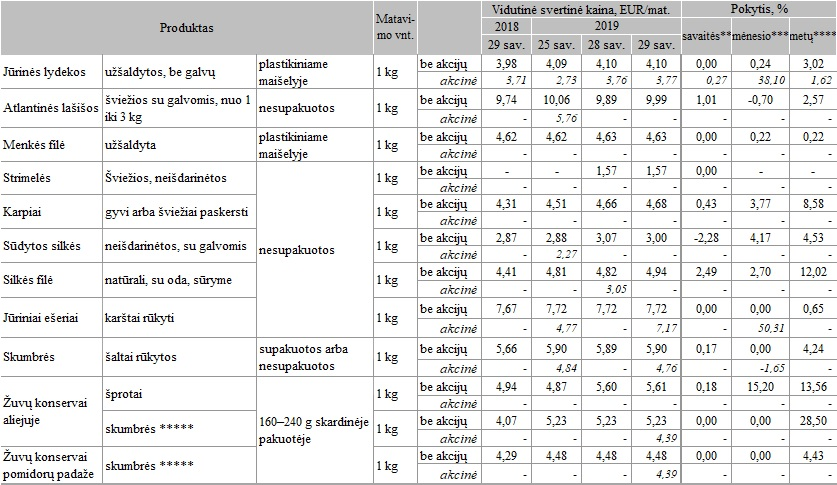 Produktas Matavi-mo vnt. Vidutinė svertinė kaina, EUR/mat. Pokytis, %
2018 2019 savaitės** mėnesio*** metų****
29 sav. 25 sav. 28 sav. 29 sav.
Jūrinės lydekos užšaldytos, be galvų plastikiniame maišelyje 1 kg be akcijų 3,98 4,09 4,10 4,10 0,00 0,24 3,02
akcinė 3,71 2,73 3,76 3,77 0,27 38,10 1,62
Atlantinės lašišos šviežios su galvomis, nuo 1 iki 3 kg nesupakuotos 1 kg be akcijų 9,74 10,06 9,89 9,99 1,01 -0,70 2,57
akcinė - 5,76 - - - - -
Menkės filė užšaldyta plastikiniame maišelyje 1 kg be akcijų 4,62 4,62 4,63 4,63 0,00 0,22 0,22
akcinė - - - - - - -
Strimelės Šviežios, neišdarinėtos nesupakuotos 1 kg be akcijų - - 1,57 1,57 0,00 - -
akcinė - - - - - - -
Karpiai gyvi arba šviežiai paskersti 1 kg be akcijų 4,31 4,51 4,66 4,68 0,43 3,77 8,58
akcinė - - - - - - -
Sūdytos silkės neišdarinėtos, su galvomis 1 kg be akcijų 2,87 2,88 3,07 3,00 -2,28 4,17 4,53
akcinė - 2,27 - - - - -
Silkės filė natūrali, su oda, sūryme 1 kg be akcijų 4,41 4,81 4,82 4,94 2,49 2,70 12,02
akcinė - - 3,05 - - - -
Jūriniai ešeriai karštai rūkyti 1 kg be akcijų 7,67 7,72 7,72 7,72 0,00 0,00 0,65
akcinė - 4,77 - 7,17 - 50,31 -
Skumbrės šaltai rūkytos supakuotos arba nesupakuotos 1 kg be akcijų 5,66 5,90 5,89 5,90 0,17 0,00 4,24
akcinė - 4,84 - 4,76 - -1,65 -
Žuvų konservai aliejuje šprotai 160–240 g skardinėje pakuotėje 1 kg be akcijų 4,94 4,87 5,60 5,61 0,18 15,20 13,56
akcinė - - - - - - -
skumbrės ***** 1 kg be akcijų 4,07 5,23 5,23 5,23 0,00 0,00 28,50
akcinė - - - 4,39 - - -
Žuvų konservai pomidorų padaže skumbrės ***** 1 kg be akcijų 4,29 4,48 4,48 4,48 0,00 0,00 4,43
akcinė - - - 4,39 - - -